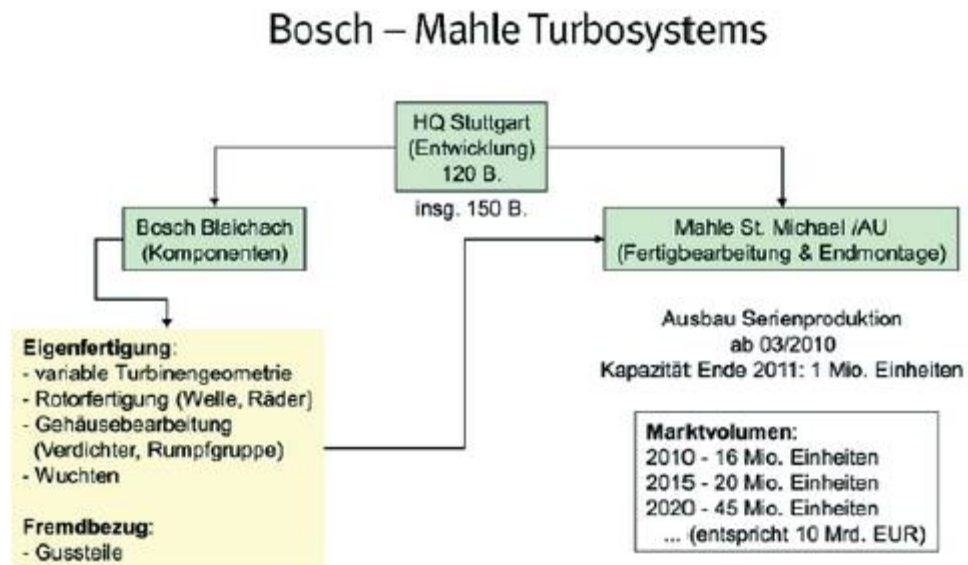 Bosch – Mahle Turbosystems
HQ Stuttgart
(Entwicklung)
120 B.
insg. 150 B.
Bosch Blaichach
(Komponenten)
Mahle St. Michael /AU
(Fertigbearbeitung & Endmontage)
Eigenfertigung:
- variable Turbinengeometrie
- Rotorfertigung (Welle, Räder)
- Gehäusebearbeitung
(Verdichter, Rumpfgruppe)
- Wuchten
Fremdbezug:
- Gussteile
Ausbau Serienproduktion
ab 03/2010
Kapazität Ende 2011: 1 Mio. Einheiten
Marktvolumen:
2010 - 16 Mio. Einheiten
2015 - 20 Mio. Einheiten
2020 - 45 Mio. Einheiten
... (entspricht 10 Mrd. EUR)